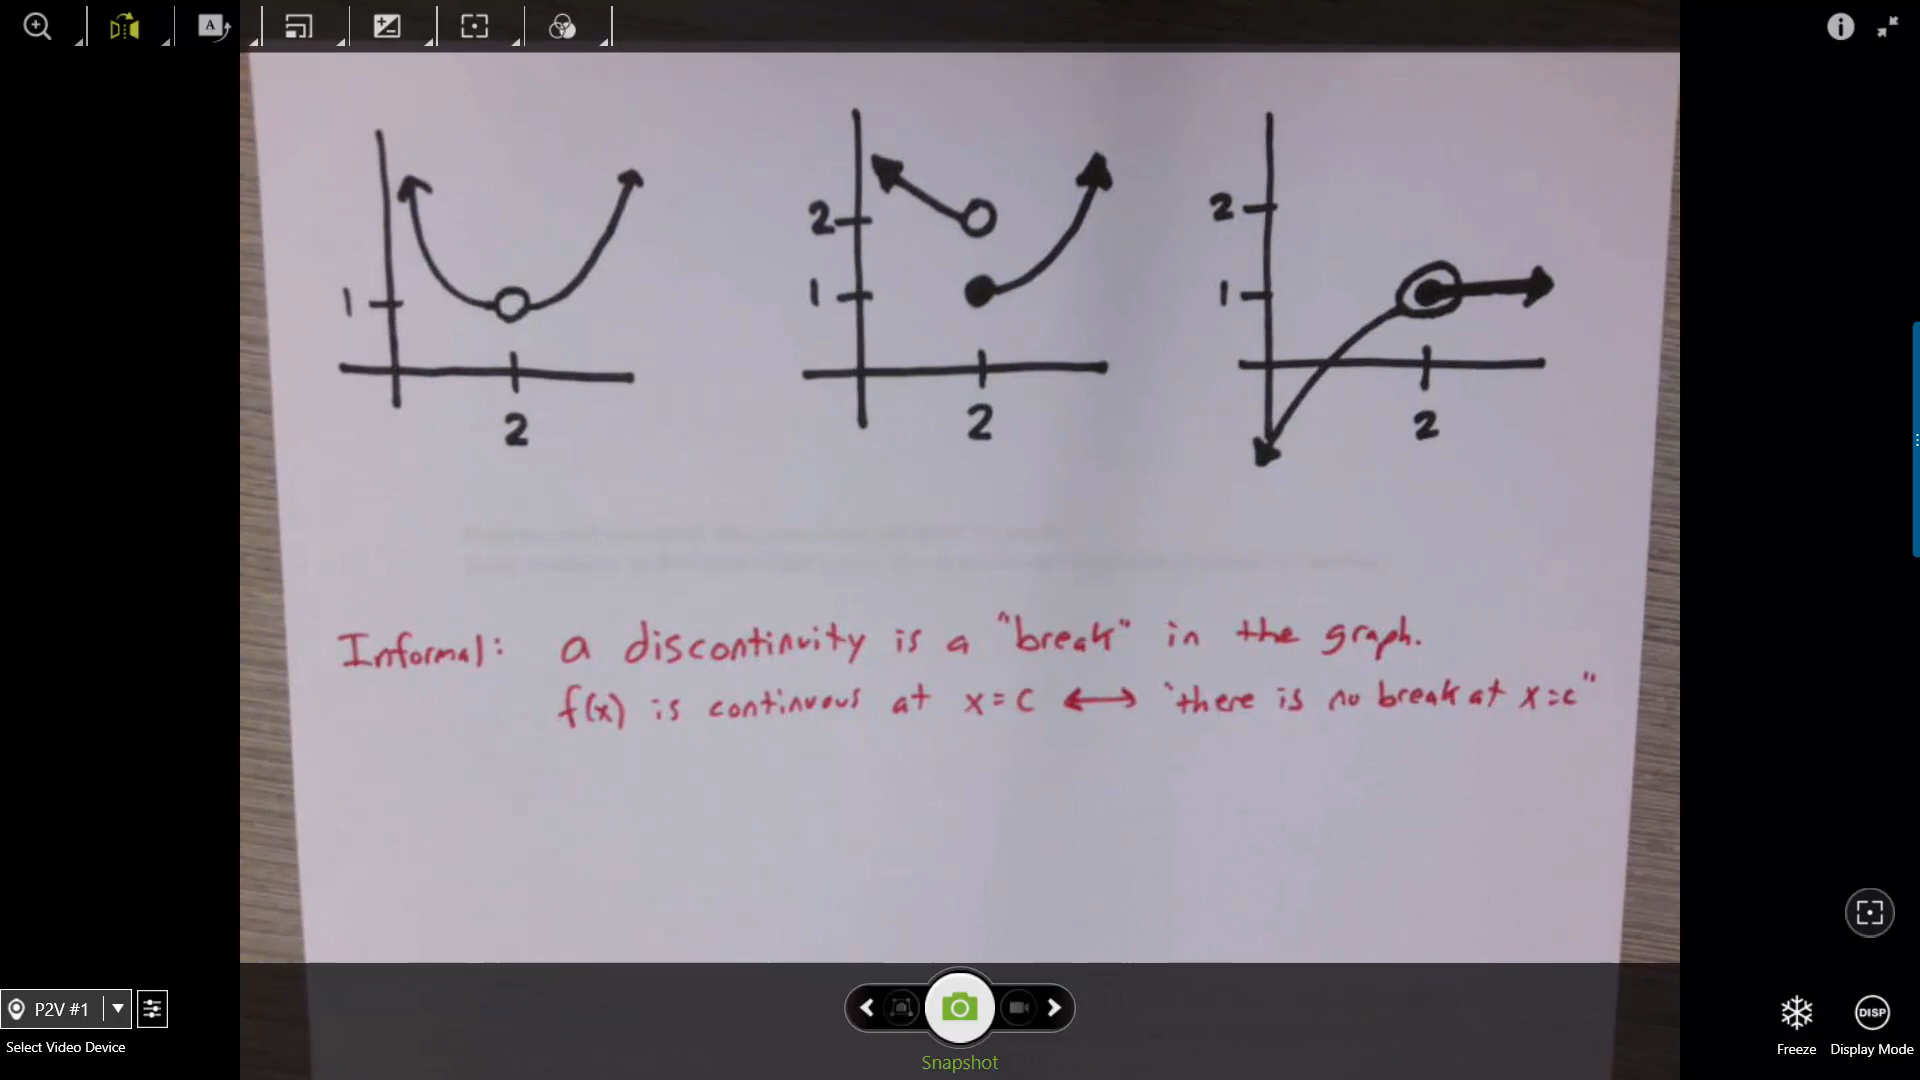 A
1
2
2
1
2
2
1
2
Informal: a discontinuity is a "break" in the graph.
f(x) is continuous at x=c ⟷ "there is no break at x=c"
P2V #1
Select Video Device
Snapshot
Freeze
DISP
Display Mode